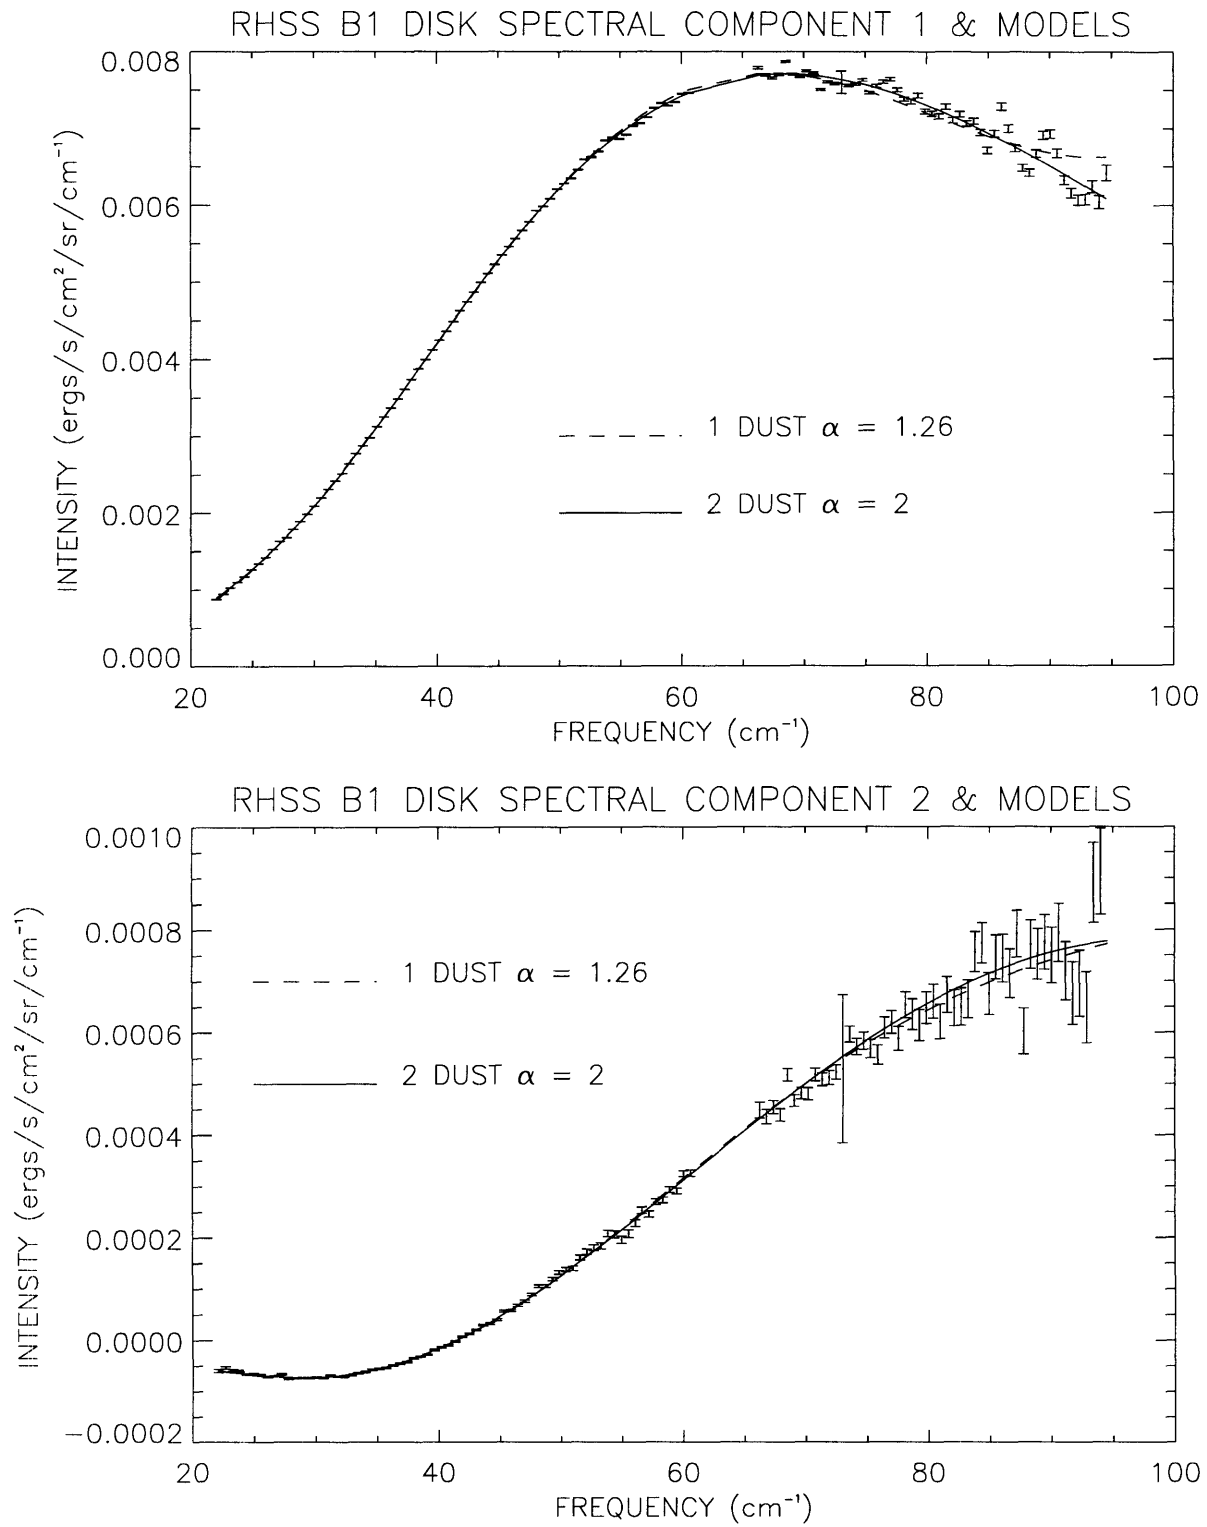 RHSS B1 DISK SPECTRAL COMPONENT 1 & MODELS
0.008
0.006
0.004
0.002
0.000
INTENSITY (ergs/s/cm²/sr/cm⁻¹)
1 DUST α = 1.26
2 DUST α = 2
20 40 60 80 100
FREQUENCY (cm⁻¹)
RHSS B1 DISK SPECTRAL COMPONENT 2 & MODELS
0.0010
0.0008
0.0006
0.0004
0.0002
0.0000
−0.0002
INTENSITY (ergs/s/cm²/sr/cm⁻¹)
1 DUST α = 1.26
2 DUST α = 2
20 40 60 80 100
FREQUENCY (cm⁻¹)